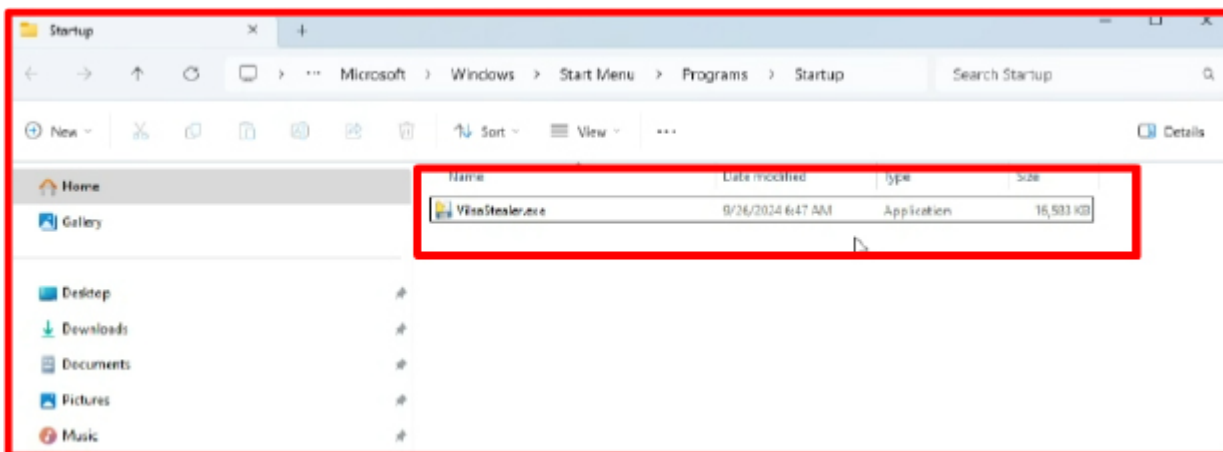 Startup
Microsoft > Windows > Start Menu > Programs > Startup Search Startup
New Sort View ... Details
Name Date modified Type Size
Home
VilsaStealer.exe 9/26/2024 6:47 AM Application
Gallery
Desktop
Downloads
Documents
Pictures
Music